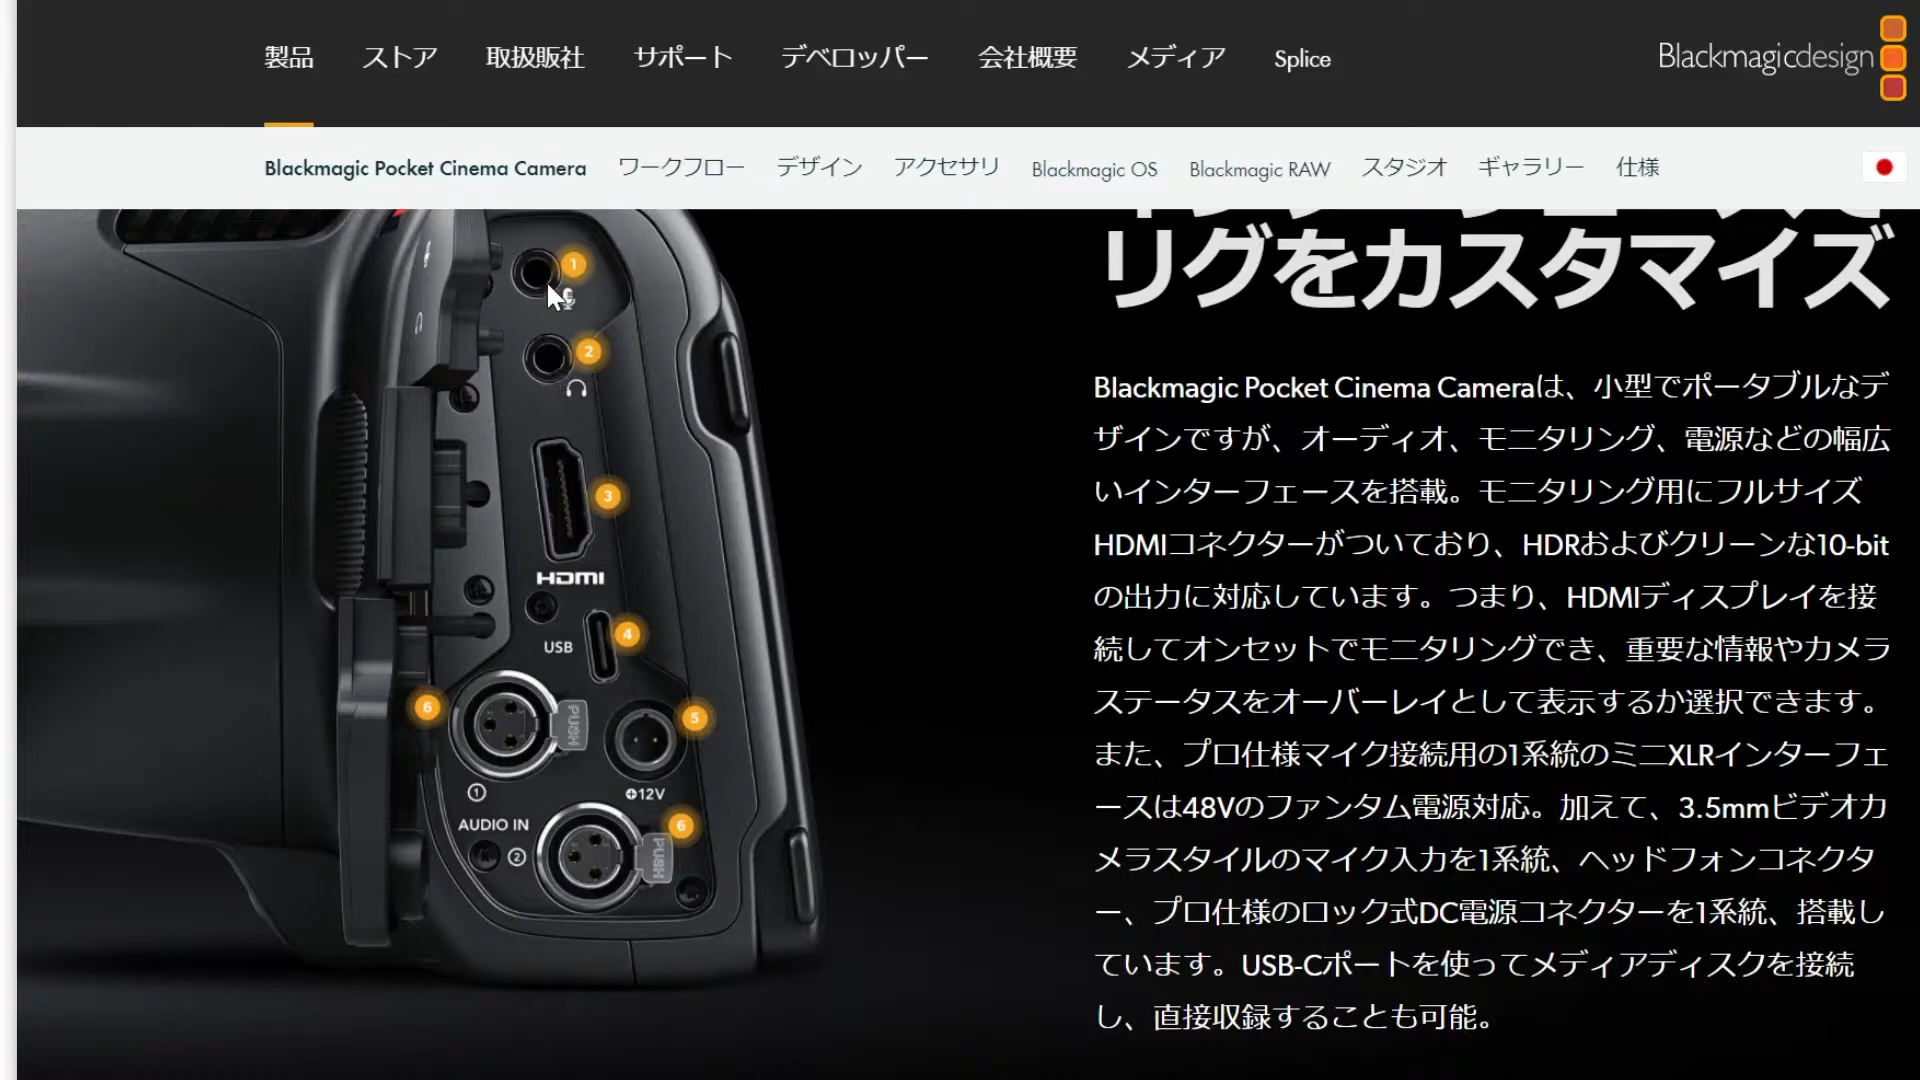 製品 ストア 取扱販社 サポート デベロッパー 会社概要 メディア Splice Blackmagicdesign
Blackmagic Pocket Cinema Camera ワークフロー デザイン アクセサリ Blackmagic OS Blackmagic RAW スタジオ ギャラリー 仕様
リグをカスタマイズ
Blackmagic Pocket Cinema Cameraは、小型でポータブルなデ
ザインですが、オーディオ、モニタリング、電源などの幅広
いインターフェースを搭載。モニタリング用にフルサイズ
HDMIコネクターがついており、HDRおよびクリーンな10-bit
の出力に対応しています。つまり、HDMIディスプレイを接
続してオンセットでモニタリングでき、重要な情報やカメラ
ステータスをオーバーレイとして表示するか選択できます。
また、プロ仕様マイク接続用の1系統のミニXLRインターフェ
ースは48Vのファンタム電源対応。加えて、3.5mmビデオカ
メラスタイルのマイク入力を1系統、ヘッドフォンコネクタ
ー、プロ仕様のロック式DC電源コネクターを1系統、搭載し
ています。USB-Cポートを使ってメディアディスクを接続
し、直接収録することも可能。
1
2
3
HDMI
USB
4
6
PUSH
5
①
12V
AUDIO IN
②
6
PUSH